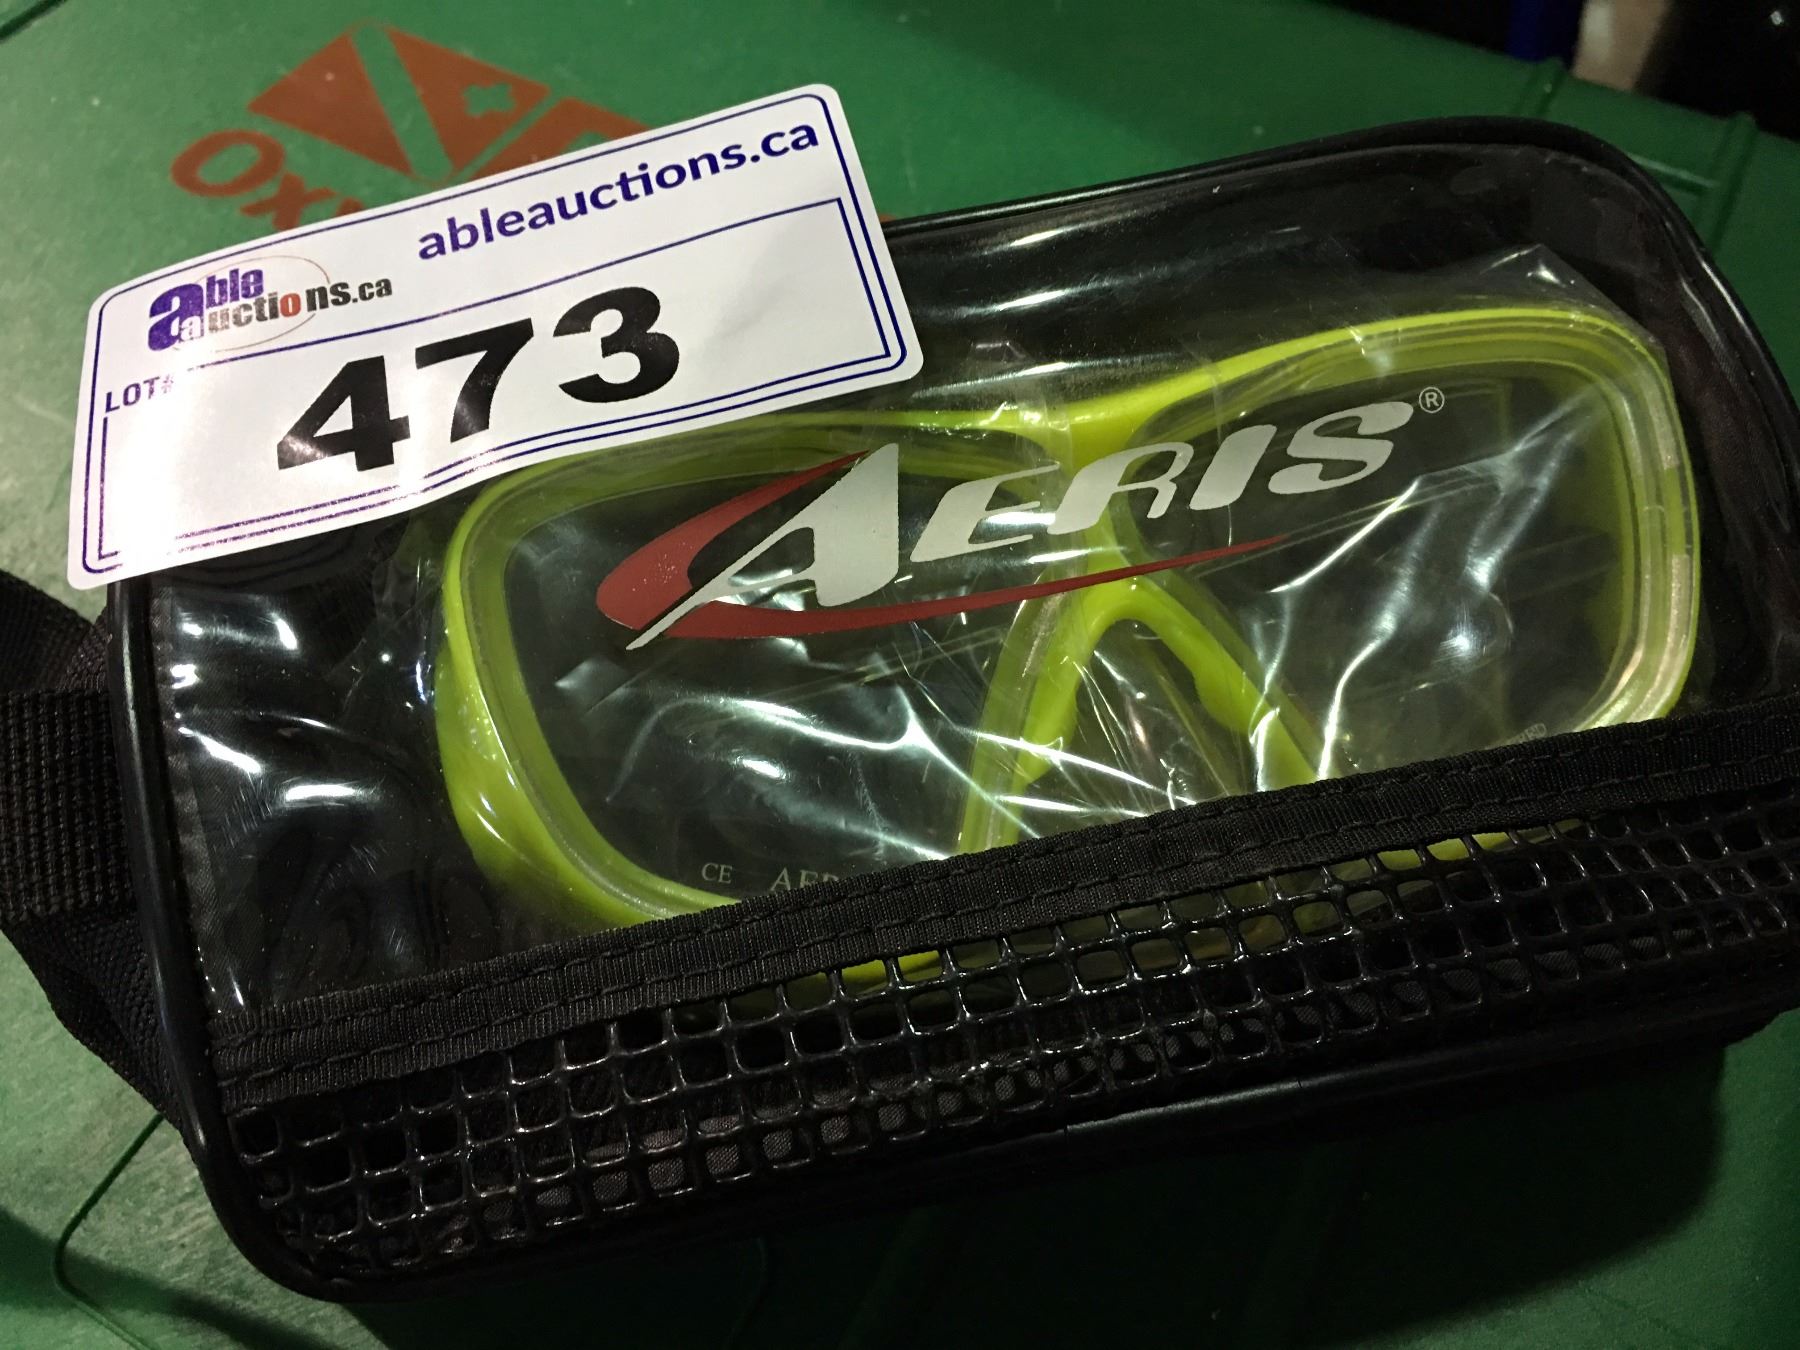 ableauctions.ca
able
auctions.ca
LOT#
473
AERIS®
CE